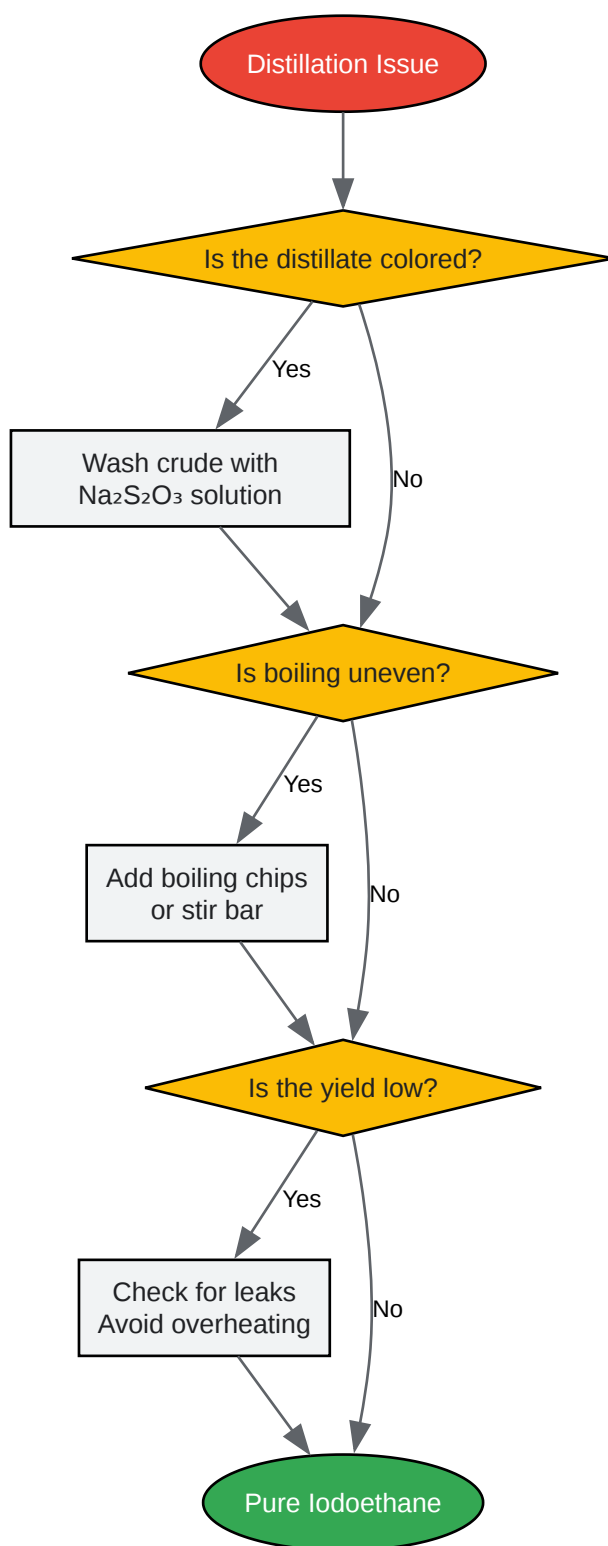 Distillation Issue
Is the distillate colored?
Yes
Wash crude with
Na₂S₂O₃ solution
No
Is boiling uneven?
Yes
Add boiling chips
or stir bar
No
Is the yield low?
Yes
Check for leaks
Avoid overheating
No
Pure Iodoethane